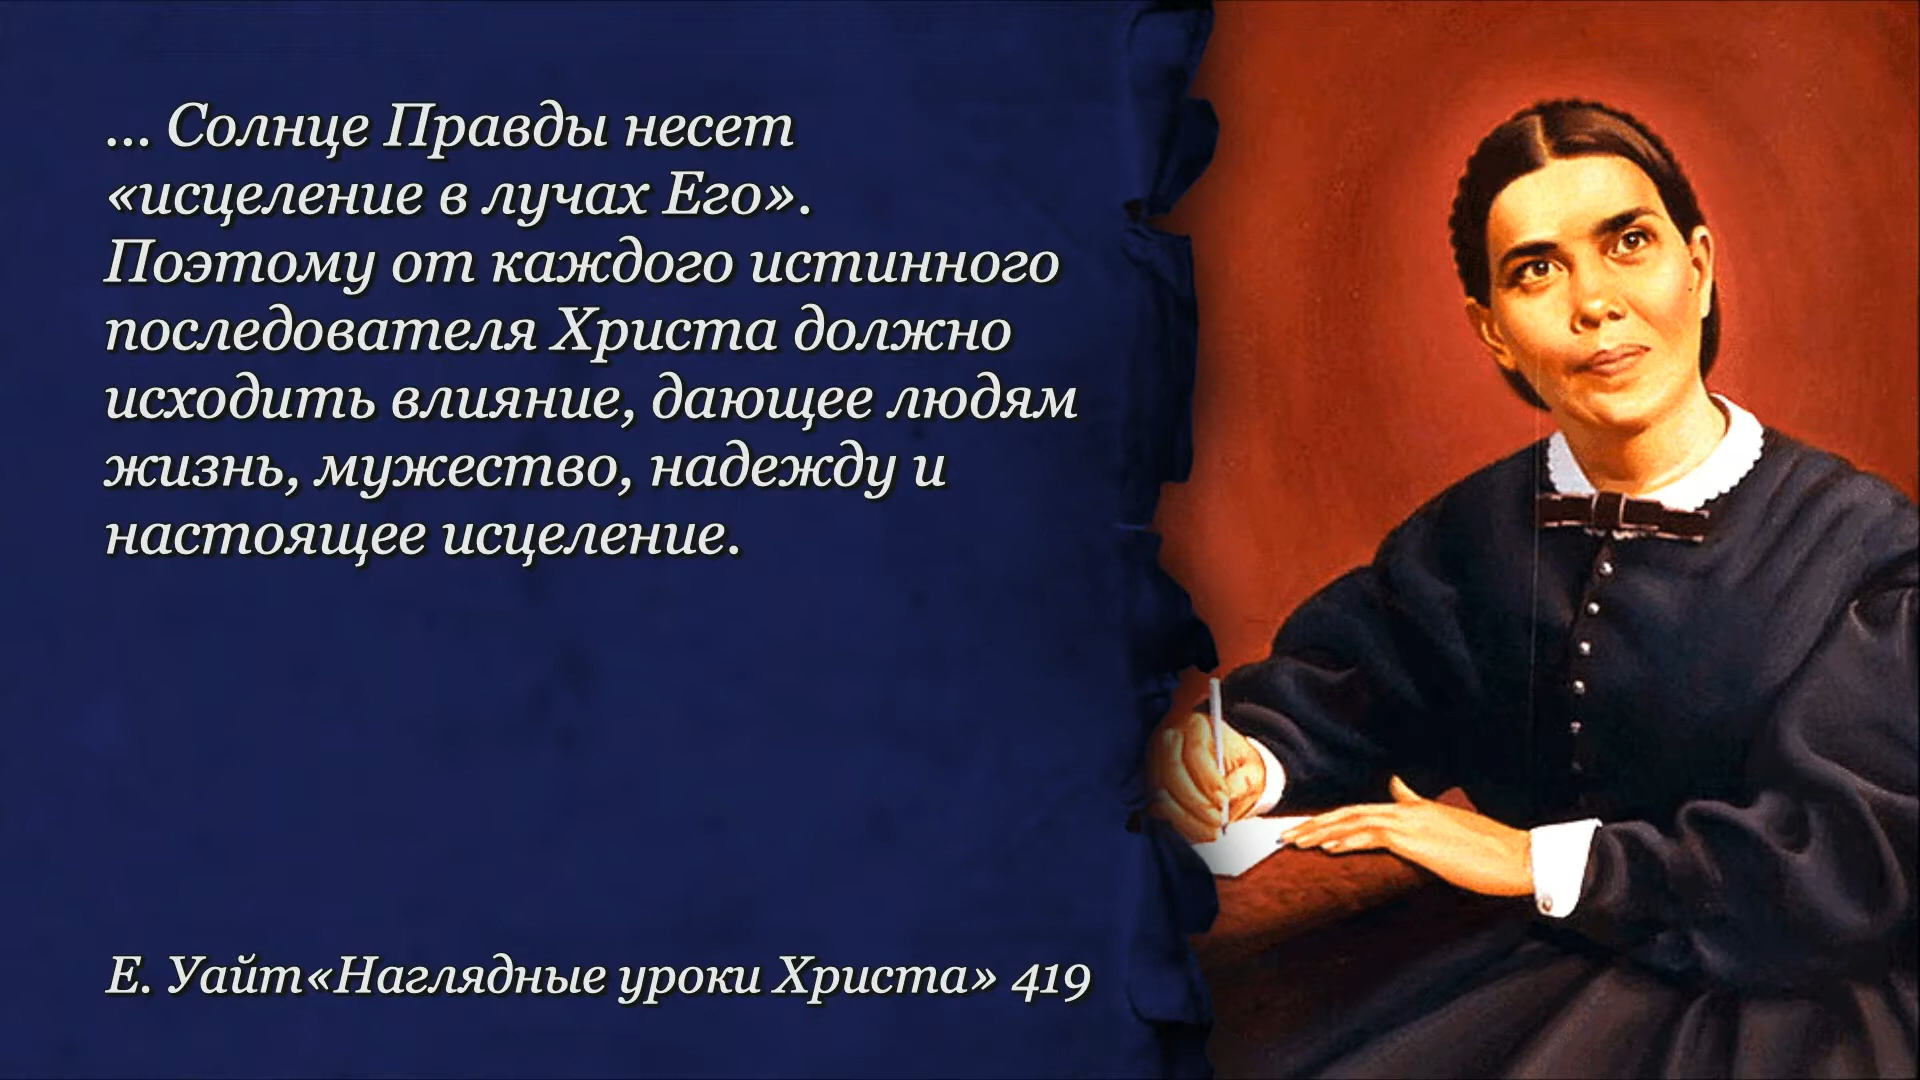 ... Солнце Правды несет
«исцеление в лучах Его».
Поэтому от каждого истинного
последователя Христа должно
исходить влияние, дающее людям
жизнь, мужество, надежду и
настоящее исцеление.
Е. Уайт«Наглядные уроки Христа» 419